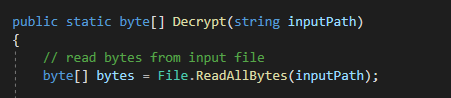 public static byte[] Decrypt(string inputPath)
{
// read bytes from input file
byte[] bytes = File.ReadAllBytes(inputPath);